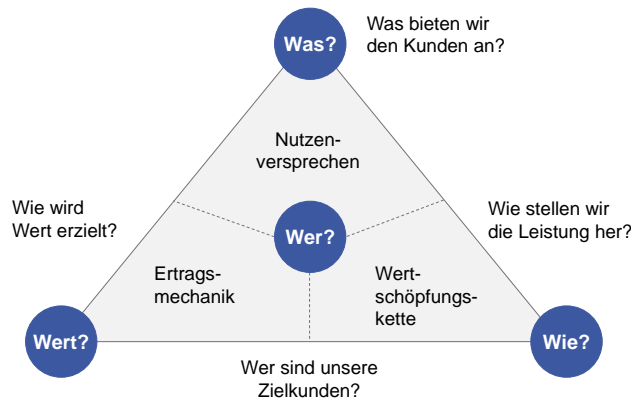 Was?
Was bieten wir
den Kunden an?
Nutzen-
versprechen
Wie wird
Wert erzielt?
Wer?
Wie stellen wir
die Leistung her?
Ertrags-
mechanik
Wert-
schöpfungs-
kette
Wert?
Wie?
Wer sind unsere
Zielkunden?